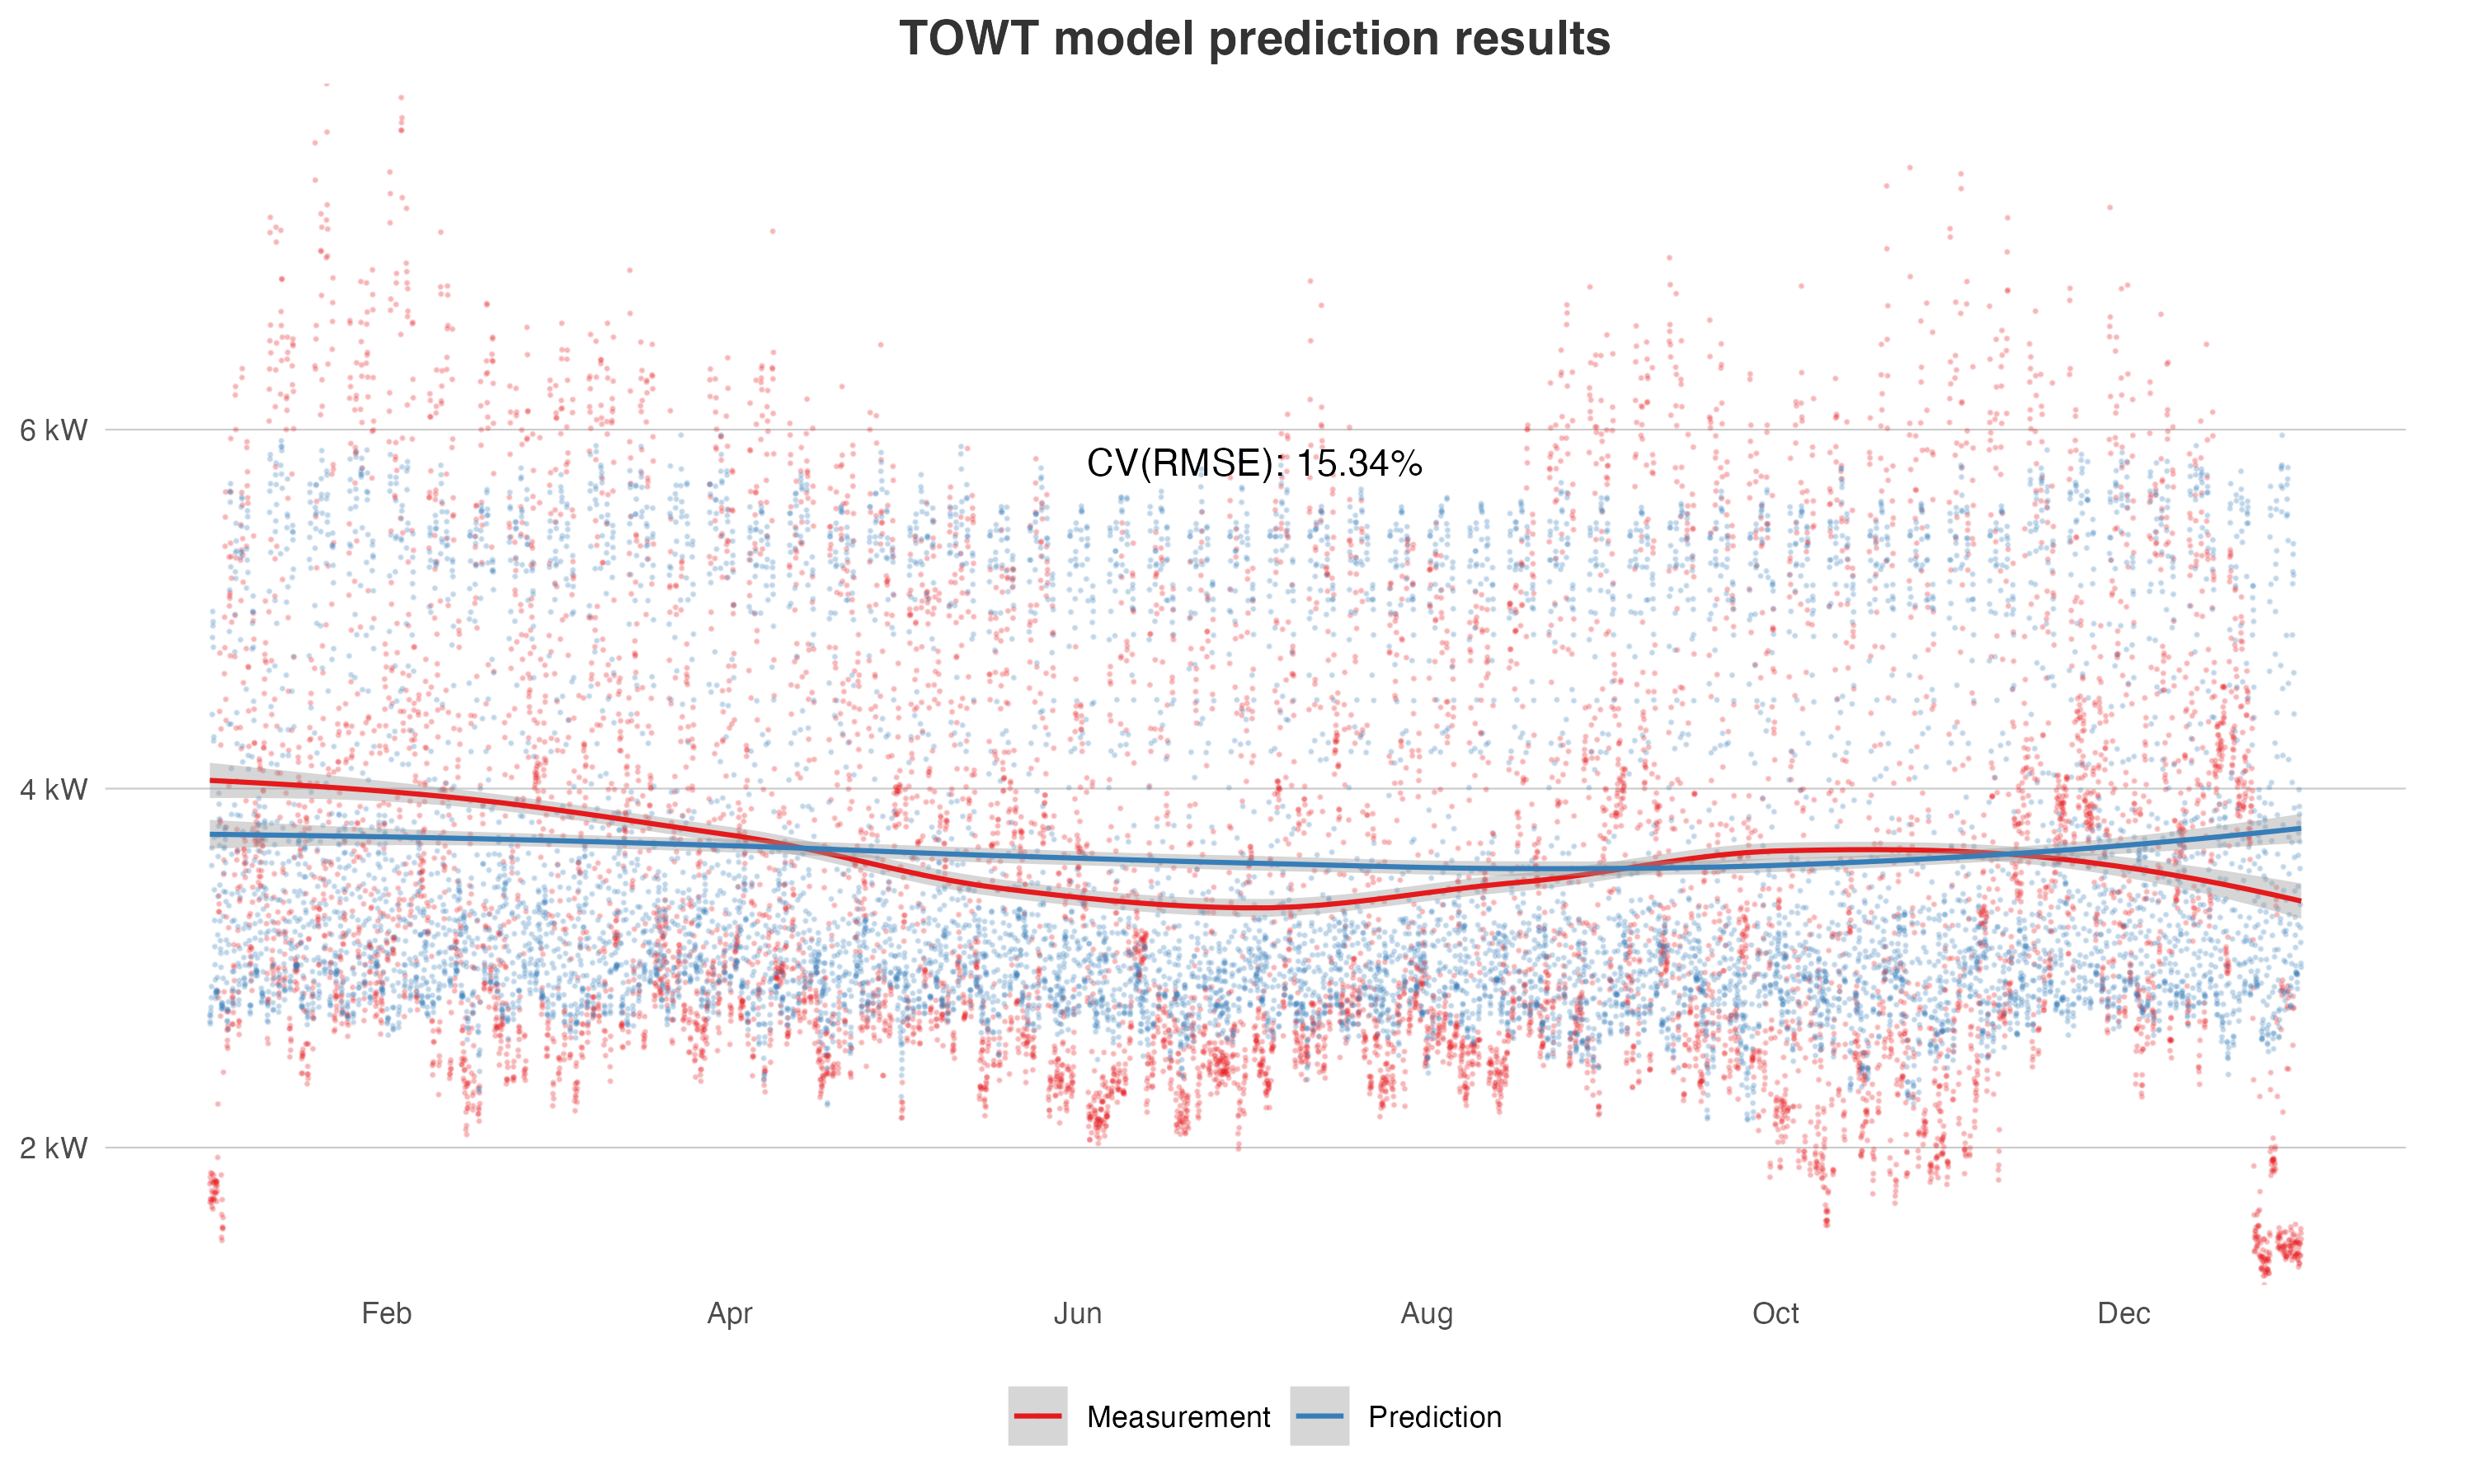 TOWT model prediction results
6 kW
CV(RMSE): 15.34%
4 kW
2 kW
Feb Apr Jun Aug Oct Dec
Measurement Prediction